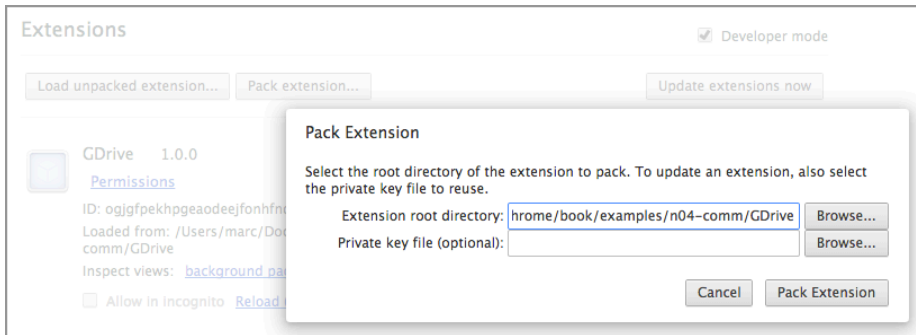 Extensions
Developer mode
Load unpacked extension...
Pack extension...
Update extensions now
Pack Extension
Select the root directory of the extension to pack. To update an extension, also select
the private key file to reuse.
Extension root directory: hrome/book/examples/n04-comm/GDrive Browse...
Private key file (optional): Browse...
Cancel
Pack Extension
GDrive 1.0.0
Permissions
ID:
Loaded from: /Users/marc/
comm/GDrive
Inspect views: background
Allow in incognito Reload